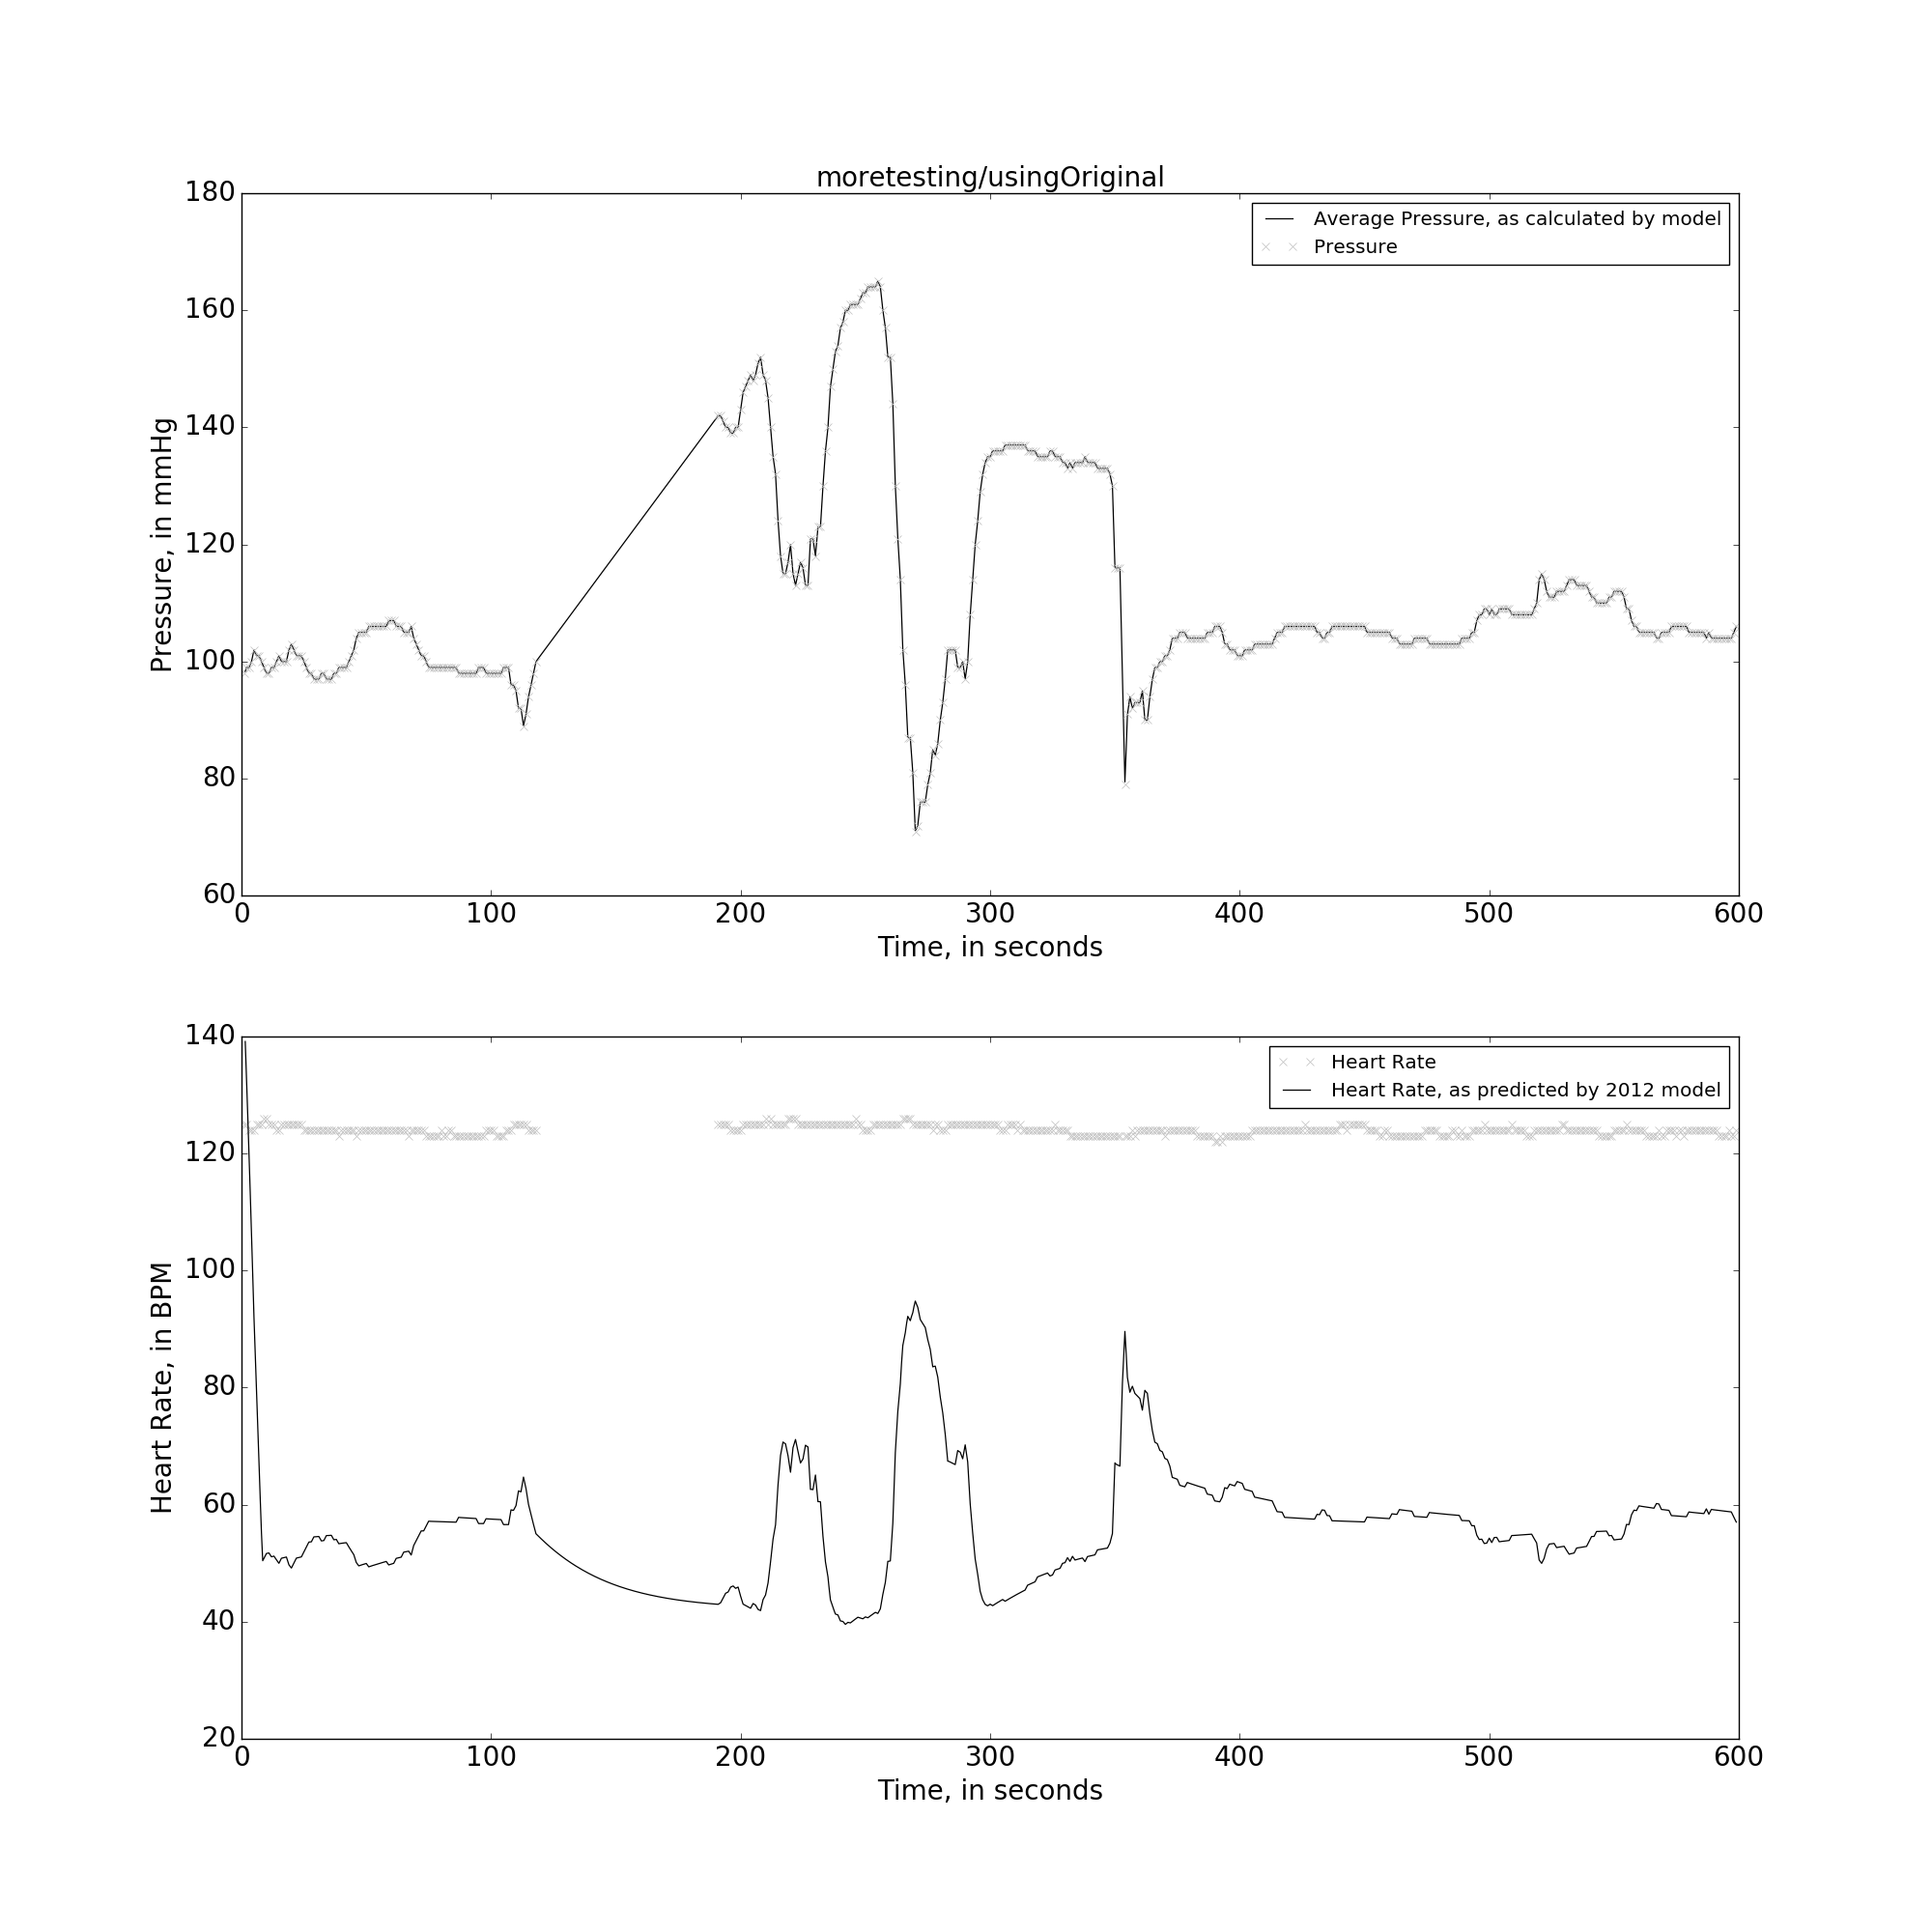 moretesting/usingOriginal
180
160
140
120
100
80
60
Pressure, in mmHg
Average Pressure, as calculated by model
Pressure
0 100 200 300 400 500 600
Time, in seconds
140
120
100
80
60
40
20
Heart Rate, in BPM
Heart Rate
Heart Rate, as predicted by 2012 model
0 100 200 300 400 500 600
Time, in seconds